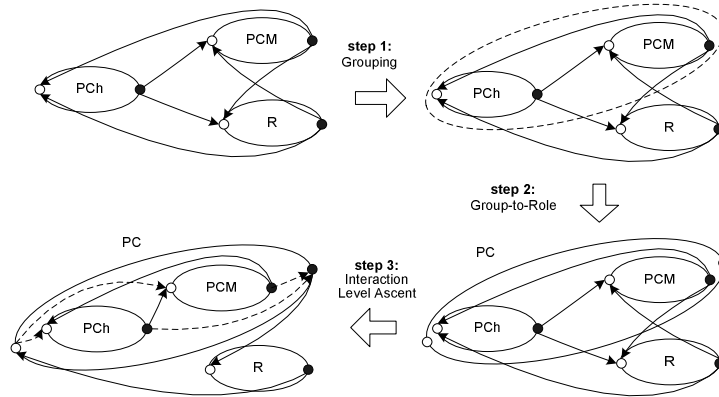 PCM
PCh
R
step 1:
Grouping
PCM
PCh
R
step 2:
Group-to-Role
PC
PCM
PCh
R
step 3:
Interaction
Level Ascent
PC
PCM
PCh
R